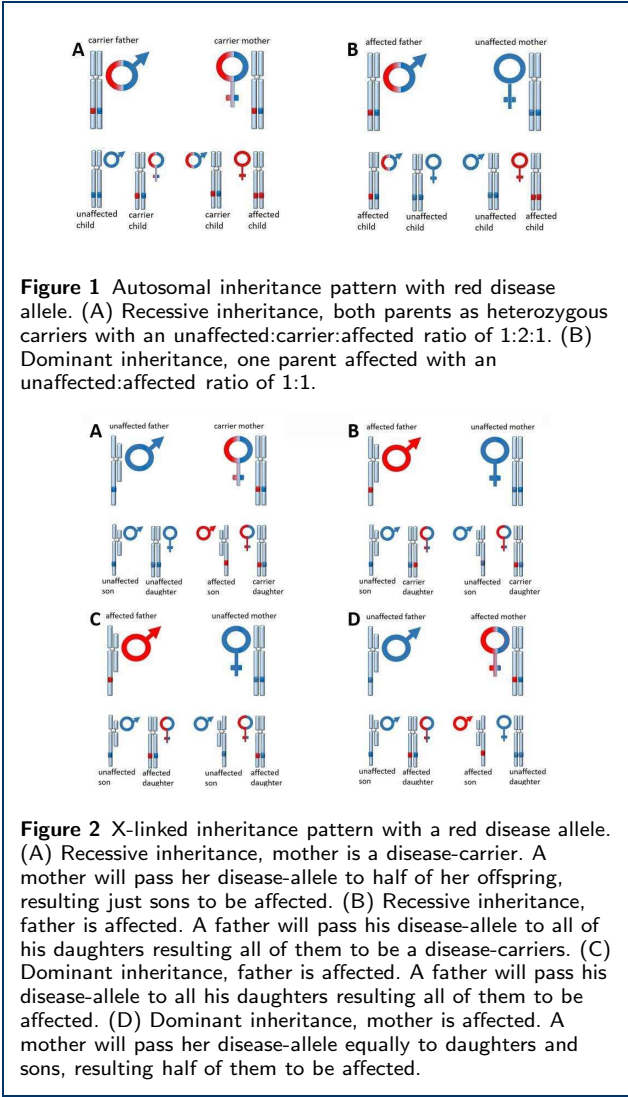 A
carrier father
carrier mother
B
affected father
unaffected mother
unaffected child
carrier child
carrier child
affected child
affected child
unaffected child
unaffected child
affected child
Figure 1 Autosomal inheritance pattern with red disease
allele. (A) Recessive inheritance, both parents as heterozygous
carriers with an unaffected:carrier:affected ratio of 1:2:1. (B)
Dominant inheritance, one parent affected with an
unaffected:affected ratio of 1:1.
A
unaffected father
carrier mother
B
affected father
unaffected mother
unaffected son
unaffected daughter
affected son
carrier daughter
unaffected son
carrier daughter
unaffected son
carrier daughter
C
affected father
unaffected mother
D
unaffected father
affected mother
unaffected son
affected daughter
unaffected son
affected daughter
unaffected son
affected daughter
affected son
unaffected daughter
Figure 2 X-linked inheritance pattern with a red disease allele.
(A) Recessive inheritance, mother is a disease-carrier. A
mother will pass her disease-allele to half of her offspring,
resulting just sons to be affected. (B) Recessive inheritance,
father is affected. A father will pass his disease-allele to all of
his daughters resulting all of them to be a disease-carriers. (C)
Dominant inheritance, father is affected. A father will pass his
disease-allele to all his daughters resulting all of them to be
affected. (D) Dominant inheritance, mother is affected. A
mother will pass her disease-allele equally to daughters and
sons, resulting half of them to be affected.